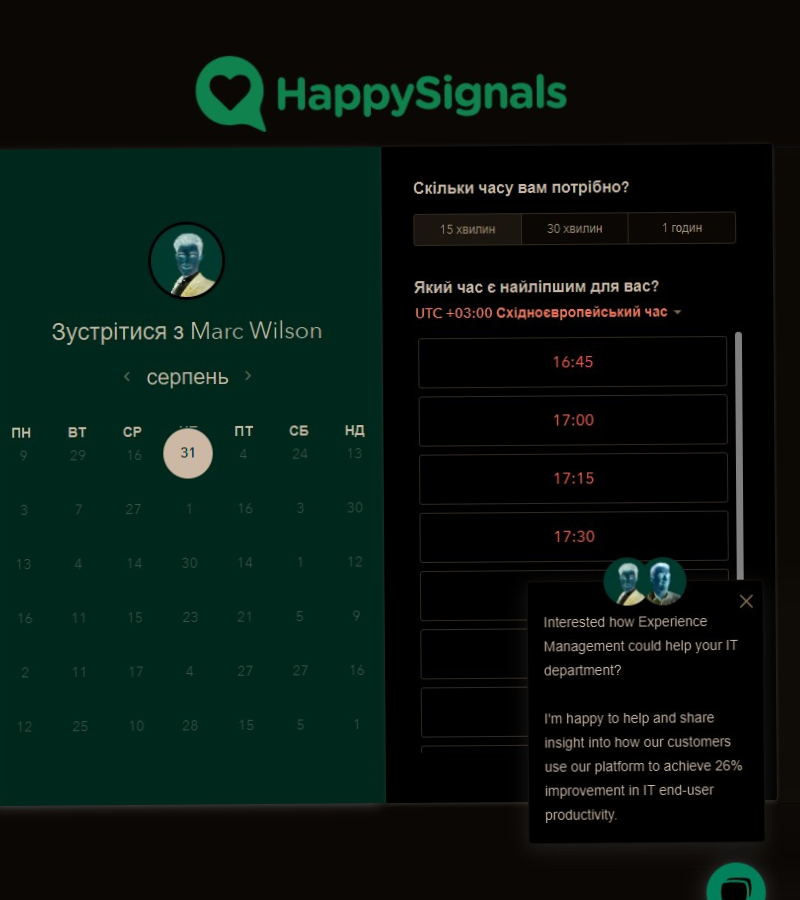 HappySignals
Зустрітися з Marc Wilson
серпень
ПН ВТ СР ПТ СБ НД
9 29 16 31 4 24 13
3 7 27 1 16 3 30
13 4 14 30 14 1 12
16 11 15 23 21 5 9
2 11 17 4 27 27 16
12 25 10 28 15 5 1
Скільки часу вам потрібно?
15 хвилин 30 хвилин 1 годин
Який час є найліпшим для вас?
UTC +03:00 Східноєвропейський час
16:45
17:00
17:15
17:30
Interested how Experience
Management could help your IT
department?
I'm happy to help and share
insight into how our customers
use our platform to achieve 26%
improvement in IT end-user
productivity.